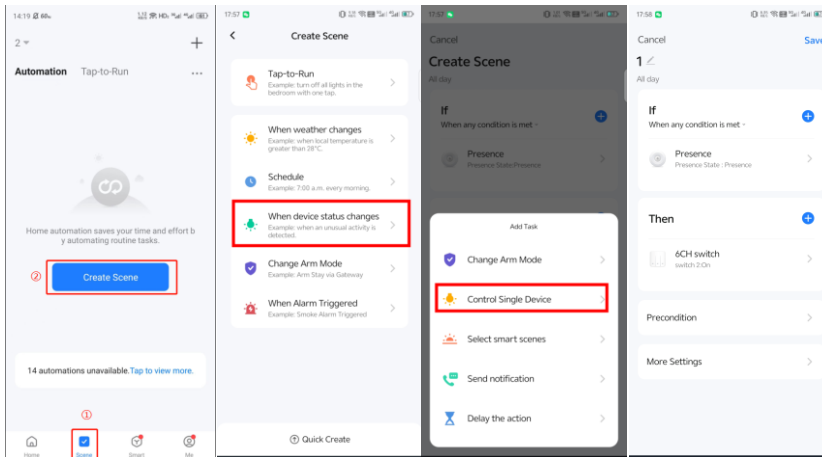 14:19
2
Automation Tap-to-Run
Home automation saves your time and effort b
y automating routine tasks.
② Create Scene
14 automations unavailable.Tap to view more.
①
Home Scene Smart Me
17:57
Create Scene
Tap-to-Run
Example: turn off all lights in the
bedroom with one tap.
When weather changes
Example: when local temperature is
greater than 28°C.
Schedule
Example: 7:00 a.m. every morning.
When device status changes
Example: when an unusual activity is
detected.
Change Arm Mode
Example: Arm Stay via Gateway
When Alarm Triggered
Example: Smoke Alarm Triggered
Quick Create
17:57
Cancel
Create Scene
All day
If
When any condition is met
Presence
Presence State:Presence
Add Task
Change Arm Mode
Control Single Device
Select smart scenes
Send notification
Delay the action
17:58
Cancel Save
1
All day
If
When any condition is met
Presence
Presence State : Presence
Then
6CH switch
switch 2:On
Precondition
More Settings